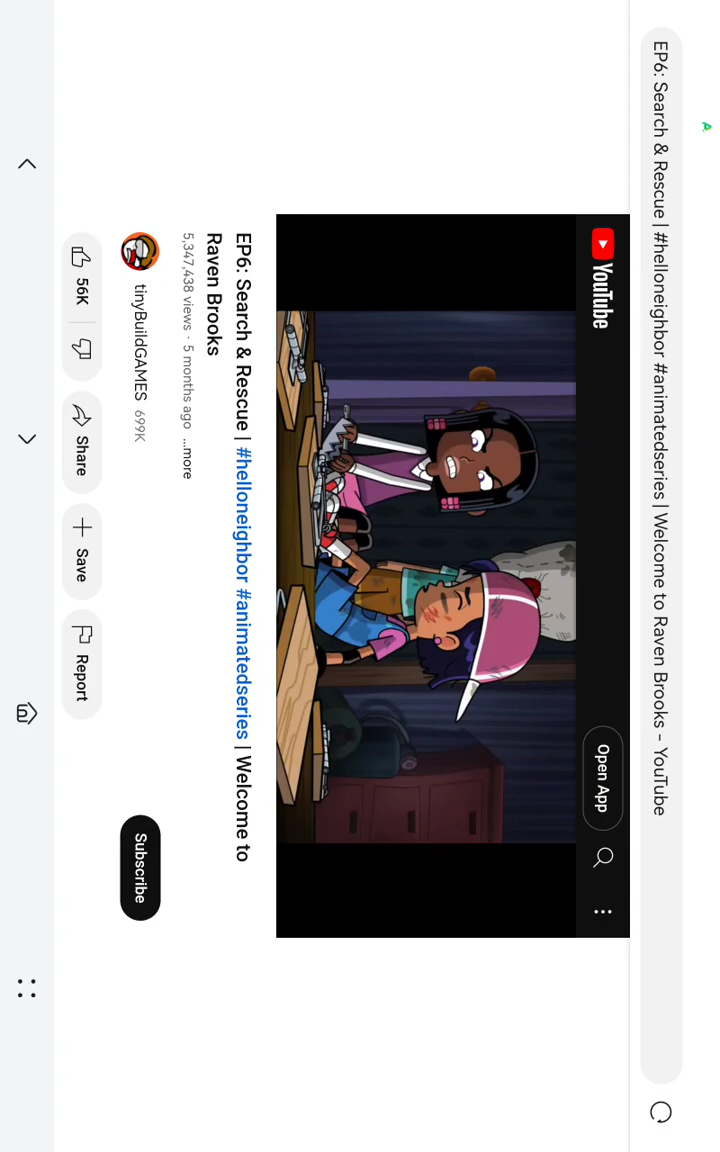 EP6: Search & Rescue | #helloneighbor #animatedseries | Welcome to Raven Brooks - YouTube
YouTube
Open App
EP6: Search & Rescue | #helloneighbor #animatedseries | Welcome to
Raven Brooks
5,347,438 views · 5 months ago ...more
tinyBuildGAMES 699K
Subscribe
56K
Share
Save
Report